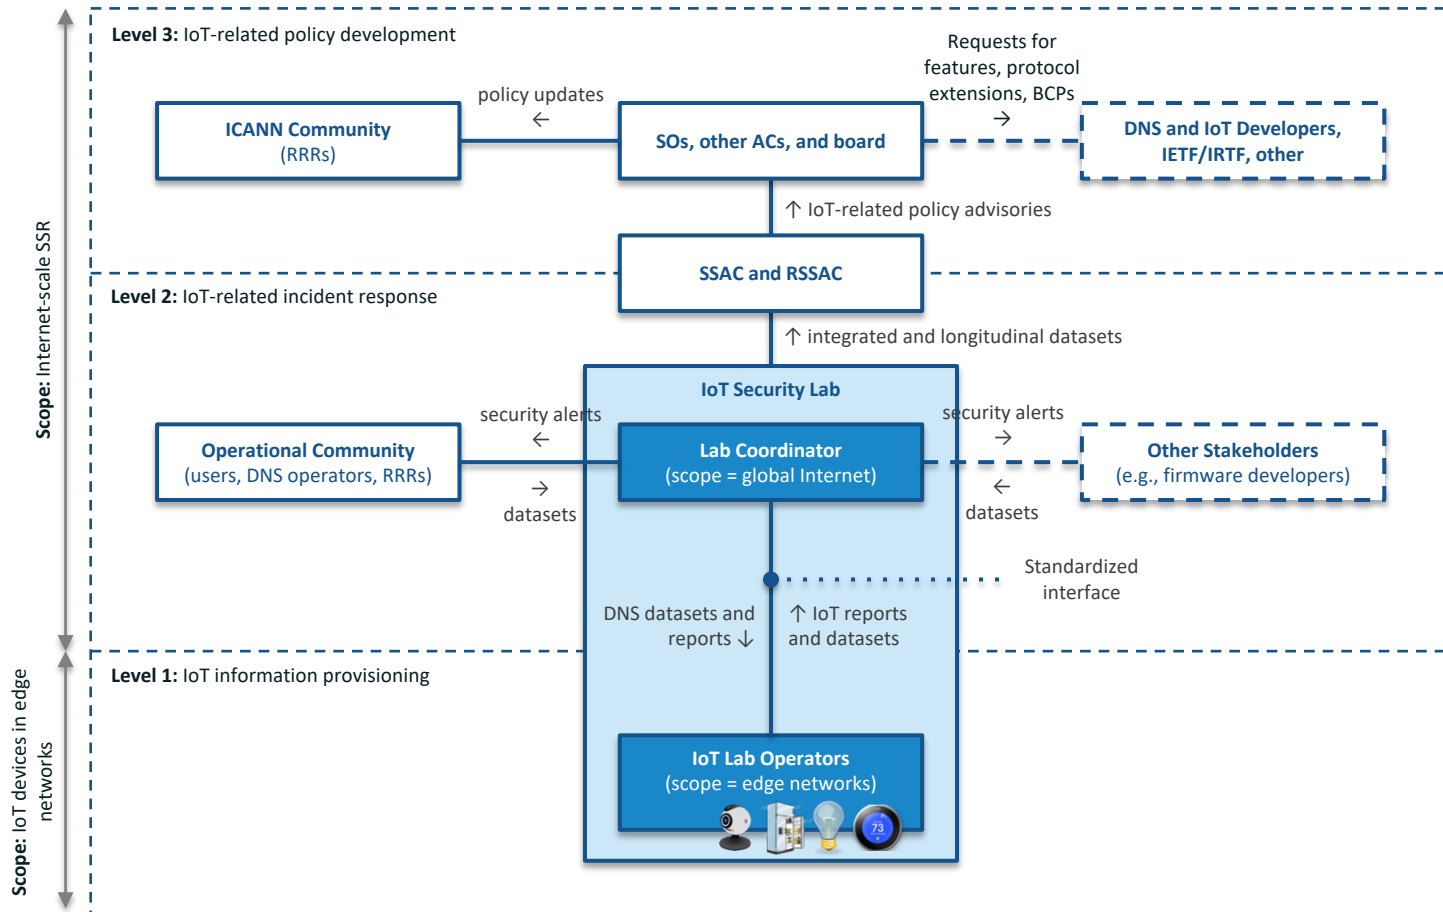 Level 3: IoT-related policy development
Requests for
features, protocol
extensions, BCPs
→
policy updates
←
ICANN Community
(RRRs)
SOs, other ACs, and board
DNS and IoT Developers,
IETF/IRTF, other
↑ IoT-related policy advisories
SSAC and RSSAC
Level 2: IoT-related incident response
↑ integrated and longitudinal datasets
Scope: Internet-scale SSR
IoT Security Lab
security alerts
←
security alerts
→
Operational Community
(users, DNS operators, RRRs)
Lab Coordinator
(scope = global Internet)
Other Stakeholders
(e.g., firmware developers)
→
datasets
←
datasets
Standardized
interface
DNS datasets and
reports ↓
↑ IoT reports
and datasets
Level 1: IoT information provisioning
Scope: IoT devices in edge
networks
IoT Lab Operators
(scope = edge networks)
73